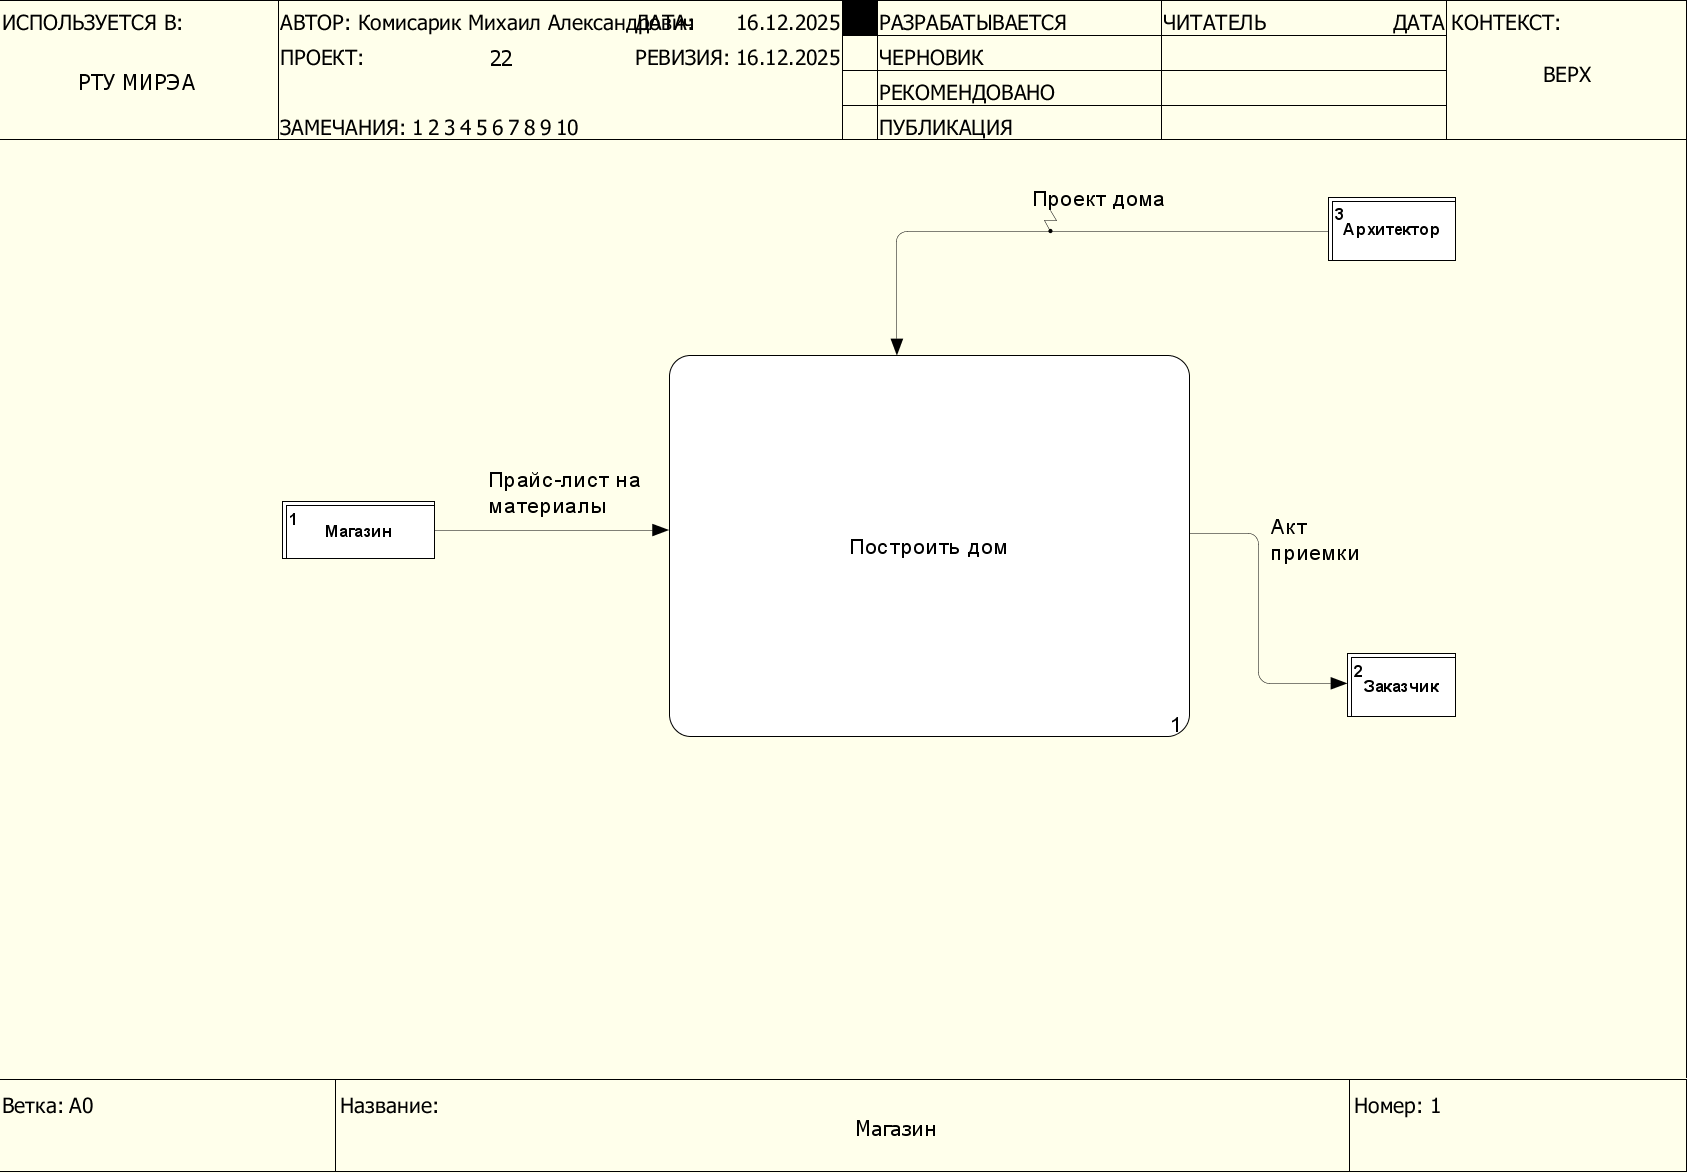 ИСПОЛЬЗУЕТСЯ В:
РТУ МИРЭА
АВТОР: Комисарик Михаил Александрович
ДАТА: 16.12.2025
ПРОЕКТ: 22
РЕВИЗИЯ: 16.12.2025
ЗАМЕЧАНИЯ: 1 2 3 4 5 6 7 8 9 10
РАЗРАБАТЫВАЕТСЯ
ЧЕРНОВИК
РЕКОМЕНДОВАНО
ПУБЛИКАЦИЯ
ЧИТАТЕЛЬ ДАТА
КОНТЕКСТ:
ВЕРХ
Проект дома
3
Архитектор
Прайс-лист на
материалы
1
Магазин
Построить дом
1
Акт
приемки
2
Заказчик
Ветка: A0
Название:
Магазин
Номер: 1